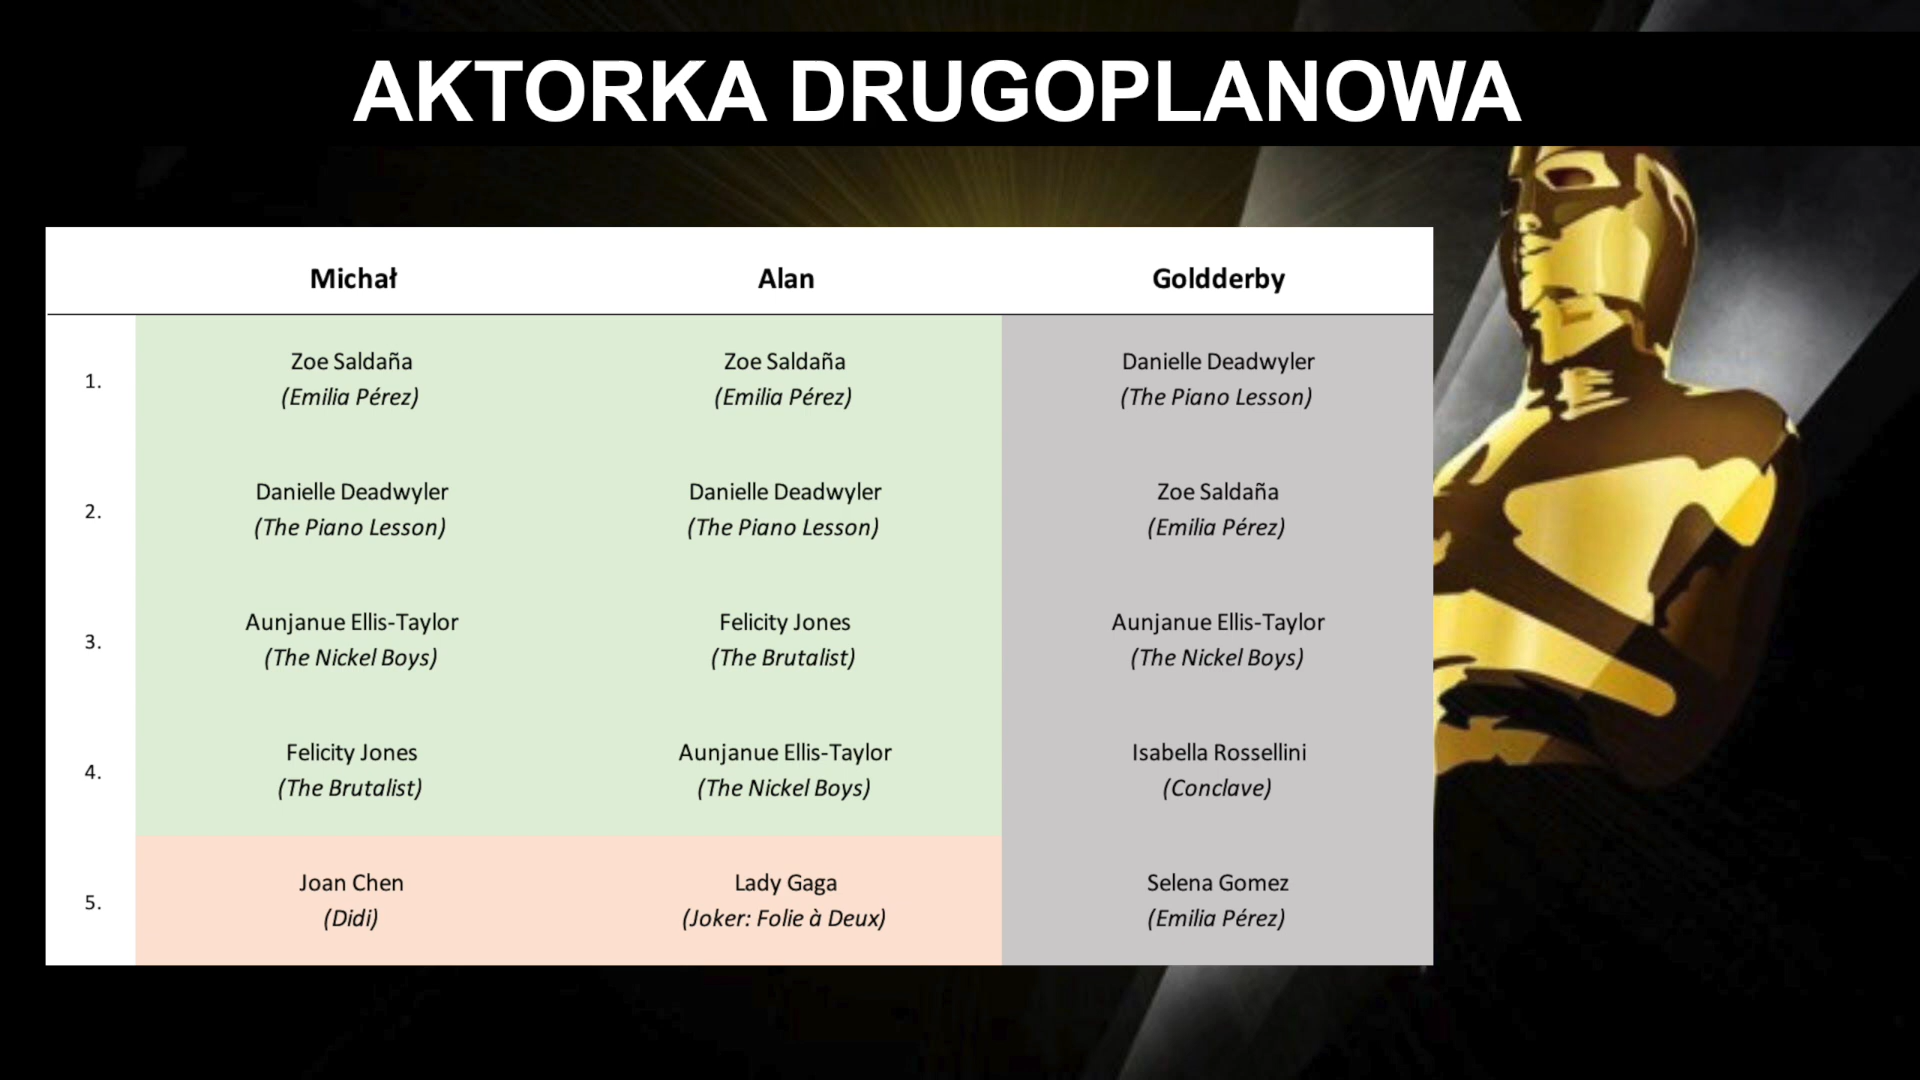 AKTORKA DRUGOPLANOWA
Michał Alan Goldderby
1.
Zoe Saldaña
(Emilia Pérez)
Zoe Saldaña
(Emilia Pérez)
Danielle Deadwyler
(The Piano Lesson)
2.
Danielle Deadwyler
(The Piano Lesson)
Danielle Deadwyler
(The Piano Lesson)
Zoe Saldaña
(Emilia Pérez)
3.
Aunjanue Ellis-Taylor
(The Nickel Boys)
Felicity Jones
(The Brutalist)
Aunjanue Ellis-Taylor
(The Nickel Boys)
4.
Felicity Jones
(The Brutalist)
Aunjanue Ellis-Taylor
(The Nickel Boys)
Isabella Rossellini
(Conclave)
5.
Joan Chen
(Didi)
Lady Gaga
(Joker: Folie à Deux)
Selena Gomez
(Emilia Pérez)